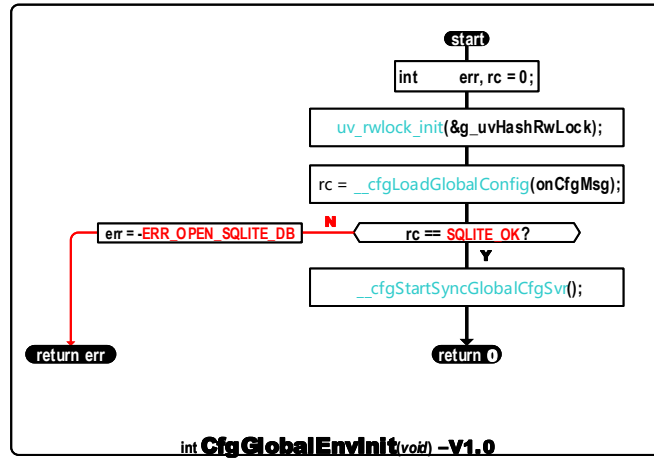 start
int err, rc = 0;
uv_rwlock_init(&g_uvHashRwLock);
rc = __cfgLoadGlobalConfig(onCfgMsg);
err = -ERR_OPEN_SQLITE_DB N rc == SQLITE_OK?
Y
__cfgStartSyncGlobalCfgSvr();
return err return 0
int CfgGlobalEnvInit(void) –V1.0